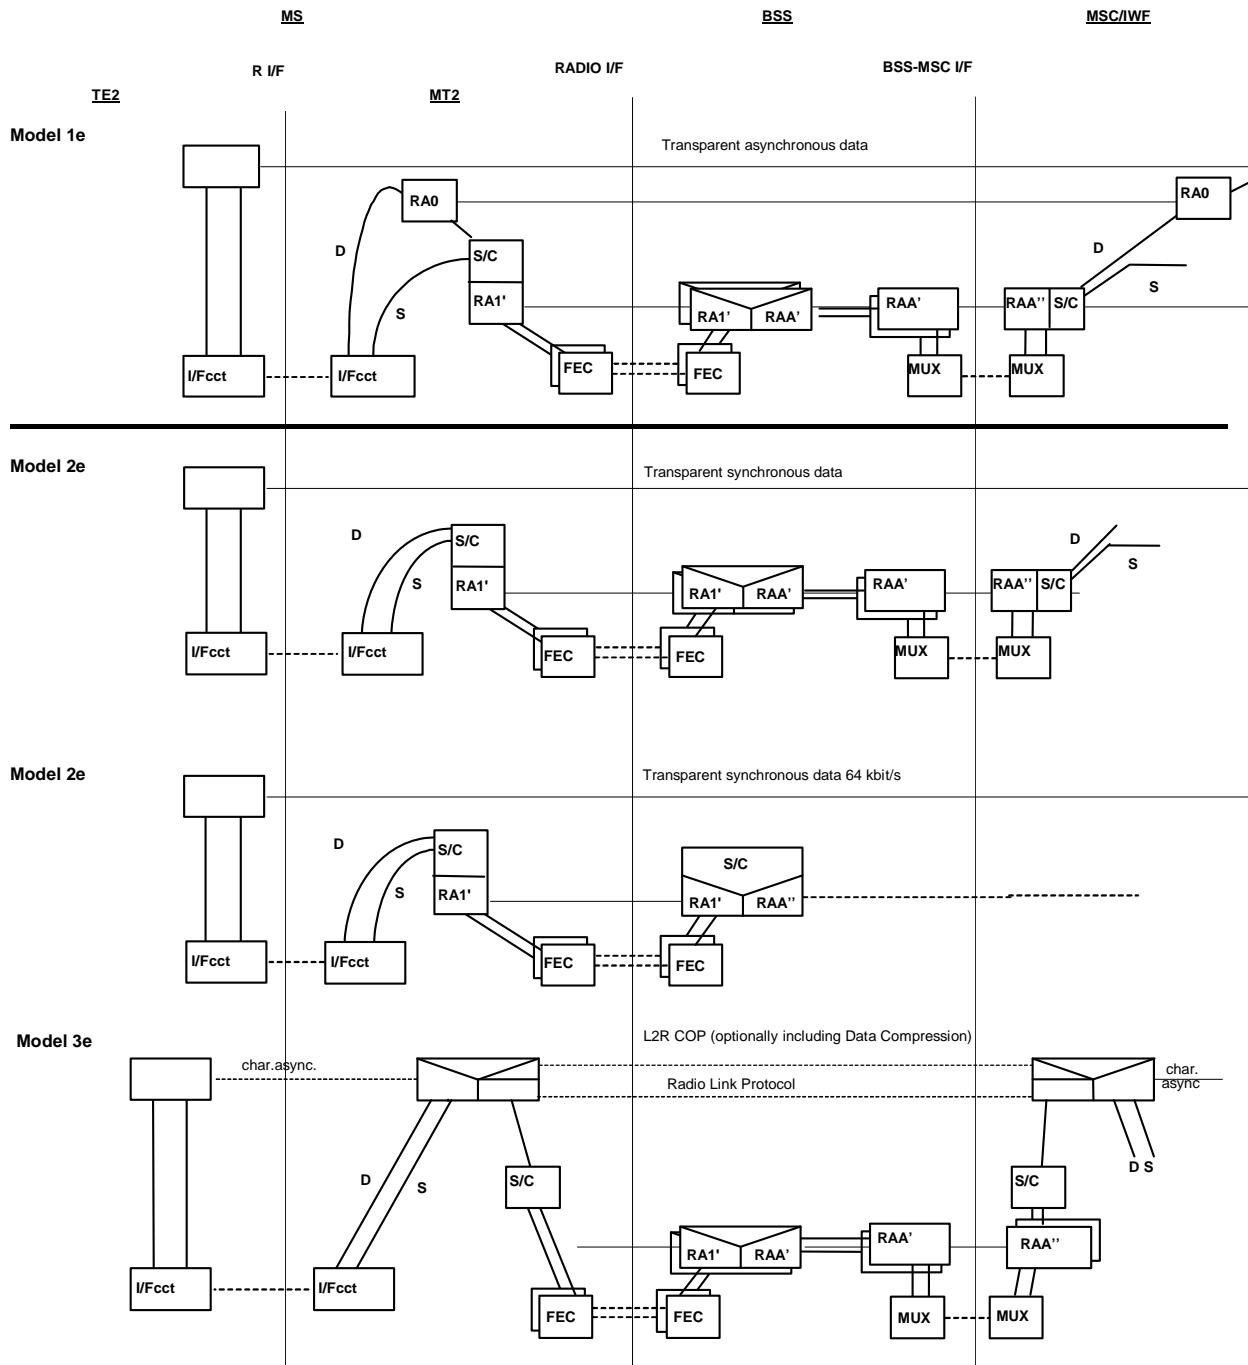 MS BSS MSC/IWF
R I/F RADIO I/F BSS-MSC I/F
TE2 MT2
Model 1e
Transparent asynchronous data
RA0 RA0
D S/C D
RA1' S RA1' RAA' RAA' RAA'' S/C S
I/Fcct I/Fcct FEC FEC MUX MUX
Model 2e
Transparent synchronous data
D S/C D
S S
RA1' RA1' RAA' RAA' RAA'' S/C
I/Fcct I/Fcct FEC FEC MUX MUX
Model 2e
Transparent synchronous data 64 kbit/s
D S/C S/C
S RA1' RA1' RAA''
I/Fcct I/Fcct FEC FEC
Model 3e
L2R COP (optionally including Data Compression)
char.async. char.
Radio Link Protocol async
D S/C D S
S S/C
RA1' RAA' RAA' RAA''
I/Fcct I/Fcct FEC FEC MUX MUX